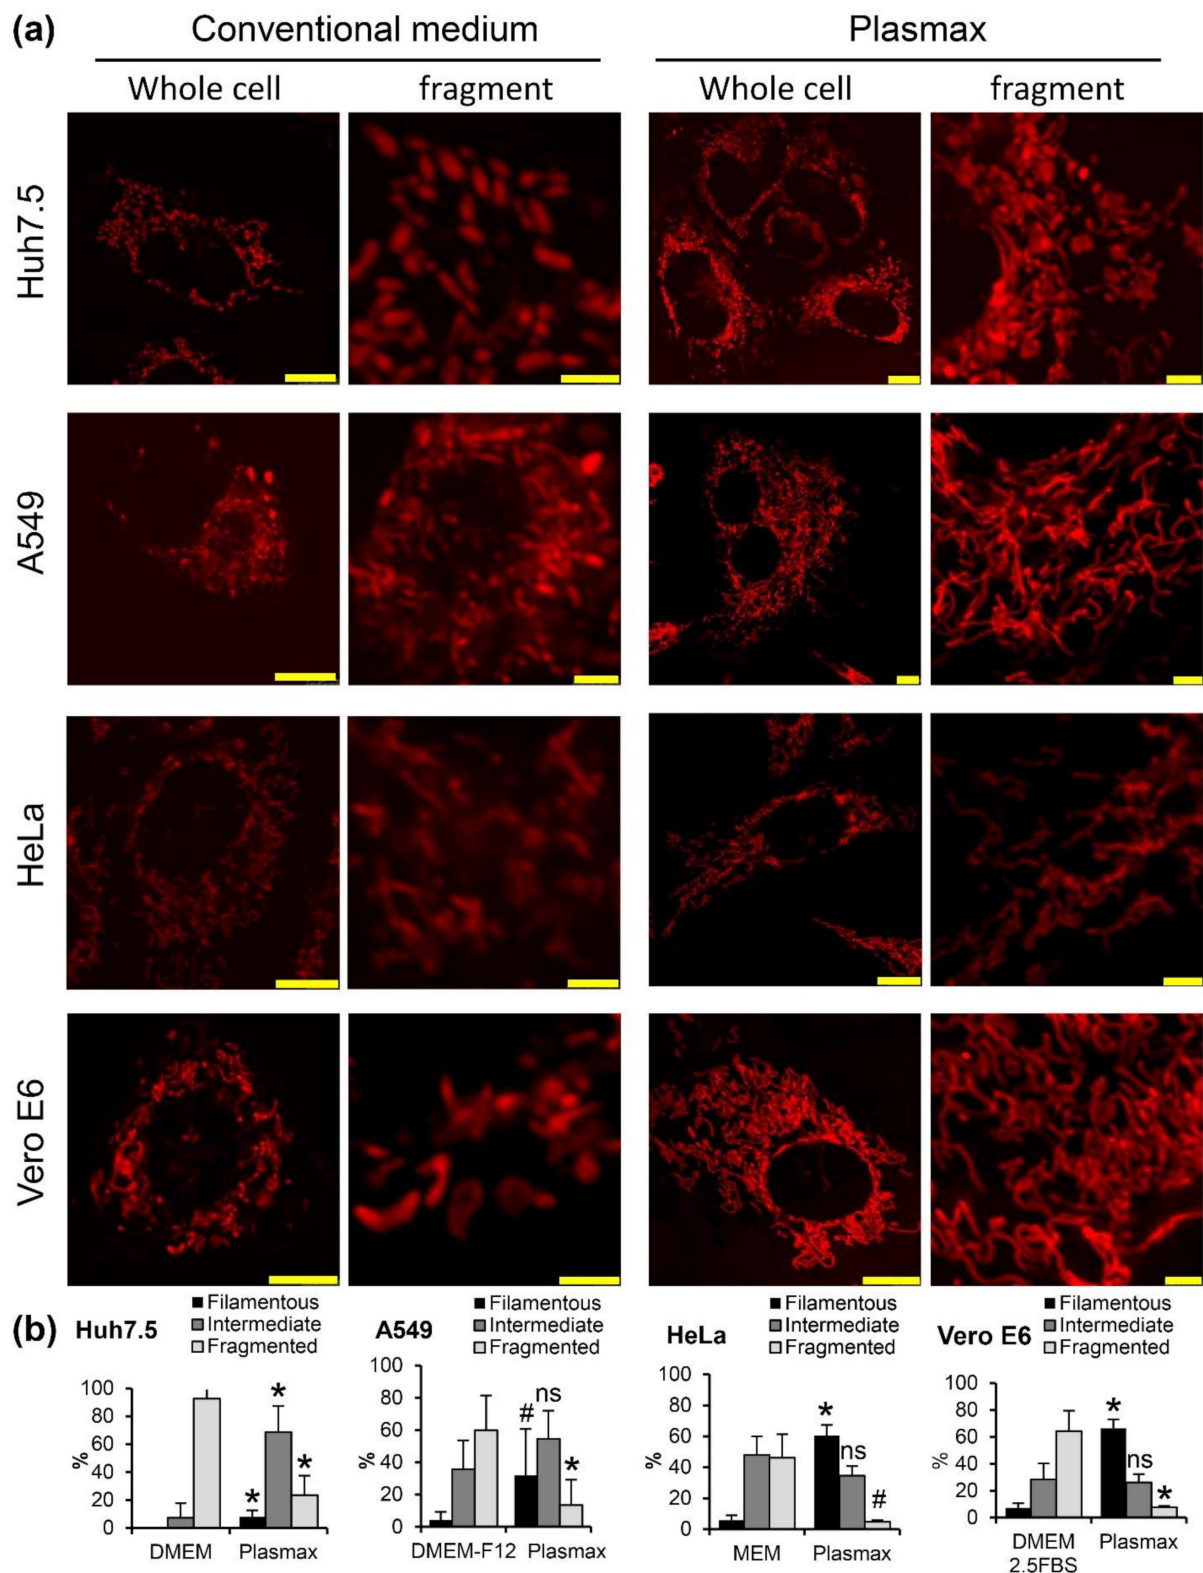 (a)
Conventional medium
Plasmax
Whole cell
fragment
Whole cell
fragment
Huh7.5
A549
HeLa
Vero E6
(b)
Huh7.5
Filamentous
Intermediate
Fragmented
100
80
60
40
20
0
%
*
*
*
DMEM
Plasmax
A549
Filamentous
Intermediate
Fragmented
100
80
60
40
20
0
%
#
ns
*
DMEM-F12
Plasmax
HeLa
Filamentous
Intermediate
Fragmented
100
80
60
40
20
0
%
*
ns
#
MEM
Plasmax
Vero E6
Filamentous
Intermediate
Fragmented
100
80
60
40
20
0
%
*
ns
*
DMEM
2.5FBS
Plasmax